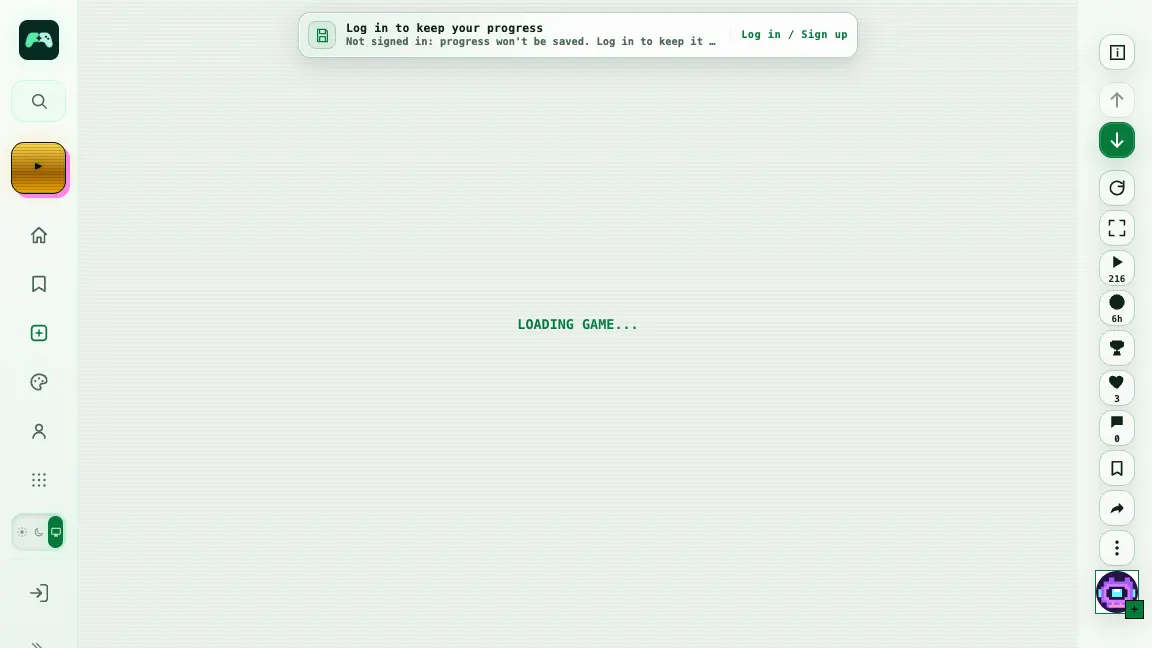 Log in to keep your progress
Not signed in: progress won't be saved. Log in to keep it …
Log in / Sign up
LOADING GAME...
216
6h
3
0